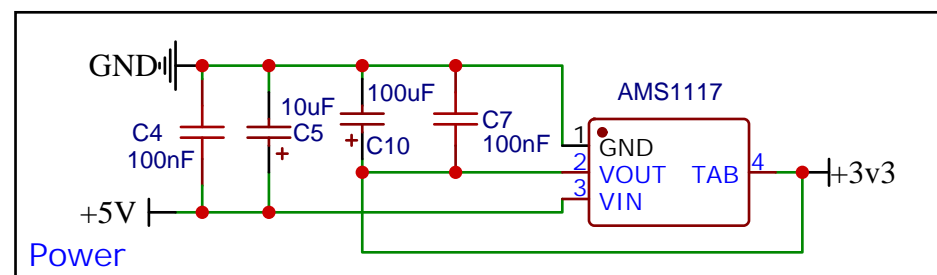 GND
10uF
100uF
AMS1117
C4
C5
C10
C7
100nF
+
+
100nF
1
GND
2
VOUT
TAB
4
+3v3
3
VIN
+5V
Power